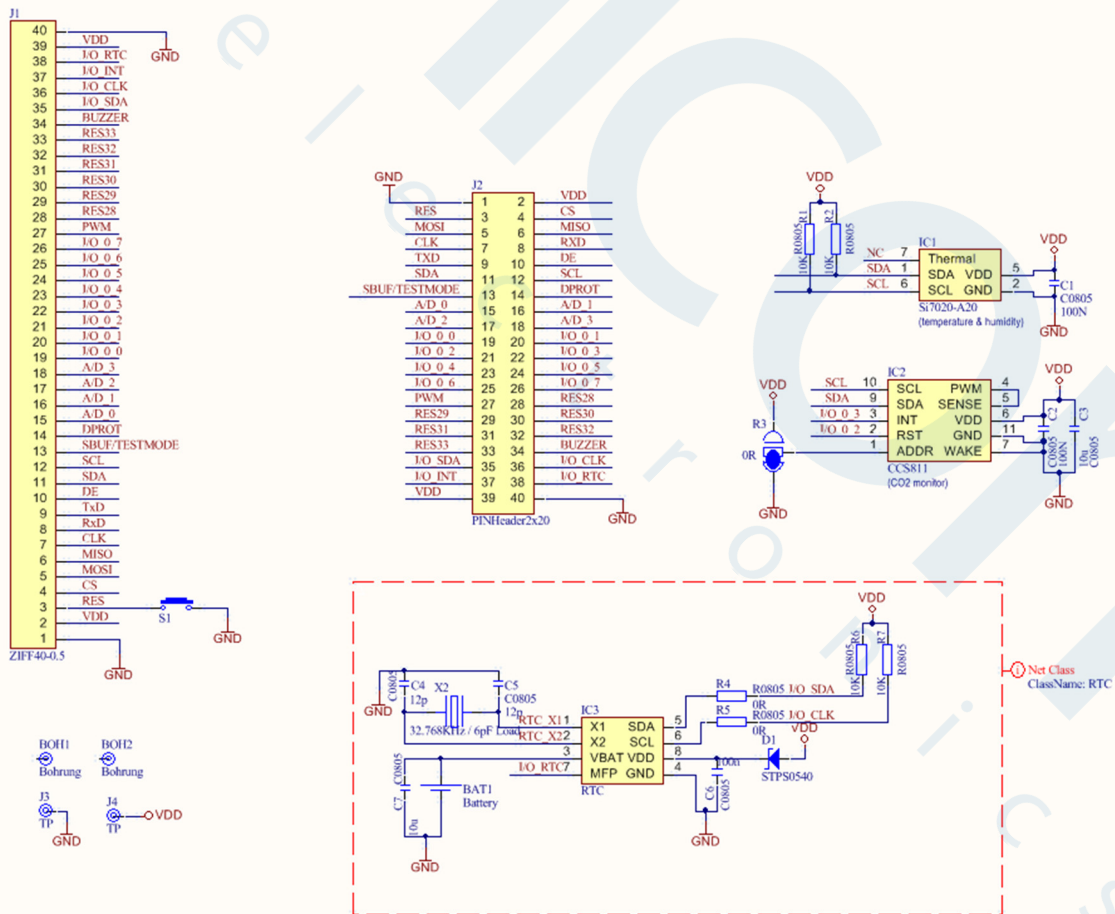 J1
40
GND
39 VDD
38 I/O_RTC
37 I/O_INT
36 I/O_CLK
35 I/O_SDA
34 BUZZER
33 RES33
32 RES32
31 RES31
30 RES30
29 RES29
28 RES28
27 PWM
26 I/O_0_7
25 I/O_0_6
24 I/O_0_5
23 I/O_0_4
22 I/O_0_3
21 I/O_0_2
20 I/O_0_1
19 I/O_0_0
18 A/D_3
17 A/D_2
16 A/D_1
15 A/D_0
14 DPROT
13 SBUF/TESTMODE
12 SCL
11 SDA
10 DE
9 TxD
8 RxD
7 CLK
6 MISO
5 MOSI
4 CS
3 RES
S1
GND
2 VDD
1
GND
ZIFF40-0.5
BOH1
Bohrung
BOH2
Bohrung
J3
TP
GND
J4
TP
VDD
J2
GND
1 2 VDD
RES 3 4 CS
MOSI 5 6 MISO
CLK 7 8 RXD
TXD 9 10 DE
SDA 11 12 SCL
SBUF/TESTMODE 13 14 DPROT
A/D_0 15 16 A/D_1
A/D_2 17 18 A/D_3
I/O_0_0 19 20 I/O_0_1
I/O_0_2 21 22 I/O_0_3
I/O_0_4 23 24 I/O_0_5
I/O_0_6 25 26 I/O_0_7
PWM 27 28 RES28
RES29 29 30 RES30
RES31 31 32 RES32
RES33 33 34 BUZZER
I/O_SDA 35 36 I/O_CLK
I/O_INT 37 38 I/O_RTC
VDD 39 40
GND
PINHeader2x20
VDD
R1
R0805
10K
R2
R0805
10K
IC1
NC 7 Thermal
SDA 1 SDA VDD 5
SCL 6 SCL GND 2
Si7020-A20
(temperature & humidity)
VDD
C1
C0805
100N
GND
IC2
SCL 10 SCL PWM 4
SDA 9 SDA SENSE 5
I/O_0_3 3 INT VDD 6
I/O_0_2 2 RST GND 11
1 ADDR WAKE 7
CCS811
(CO2 monitor)
VDD
R3
0R
GND
VDD
C2
C0805
100N
C3
10u
C0805
GND
Net Class
ClassName: RTC
C0805
C4
12p
GND
X2
32.768KHz / 6pF Load
C5
C0805
12p
IC3
RTC_X1 1 X1 SDA 5
RTC_X2 2 X2 SCL 6
3 VBAT VDD 8
I/O_RTC 7 MFP GND 4
RTC
C0805
C7
10u
BAT1
Battery
GND
R4
R0805
0R
I/O_SDA
R5
R0805
0R
I/O_CLK
VDD
R6
R0805
10K
R7
R0805
10K
VDD
D1
STPS0540
100n
C6
C0805
GND